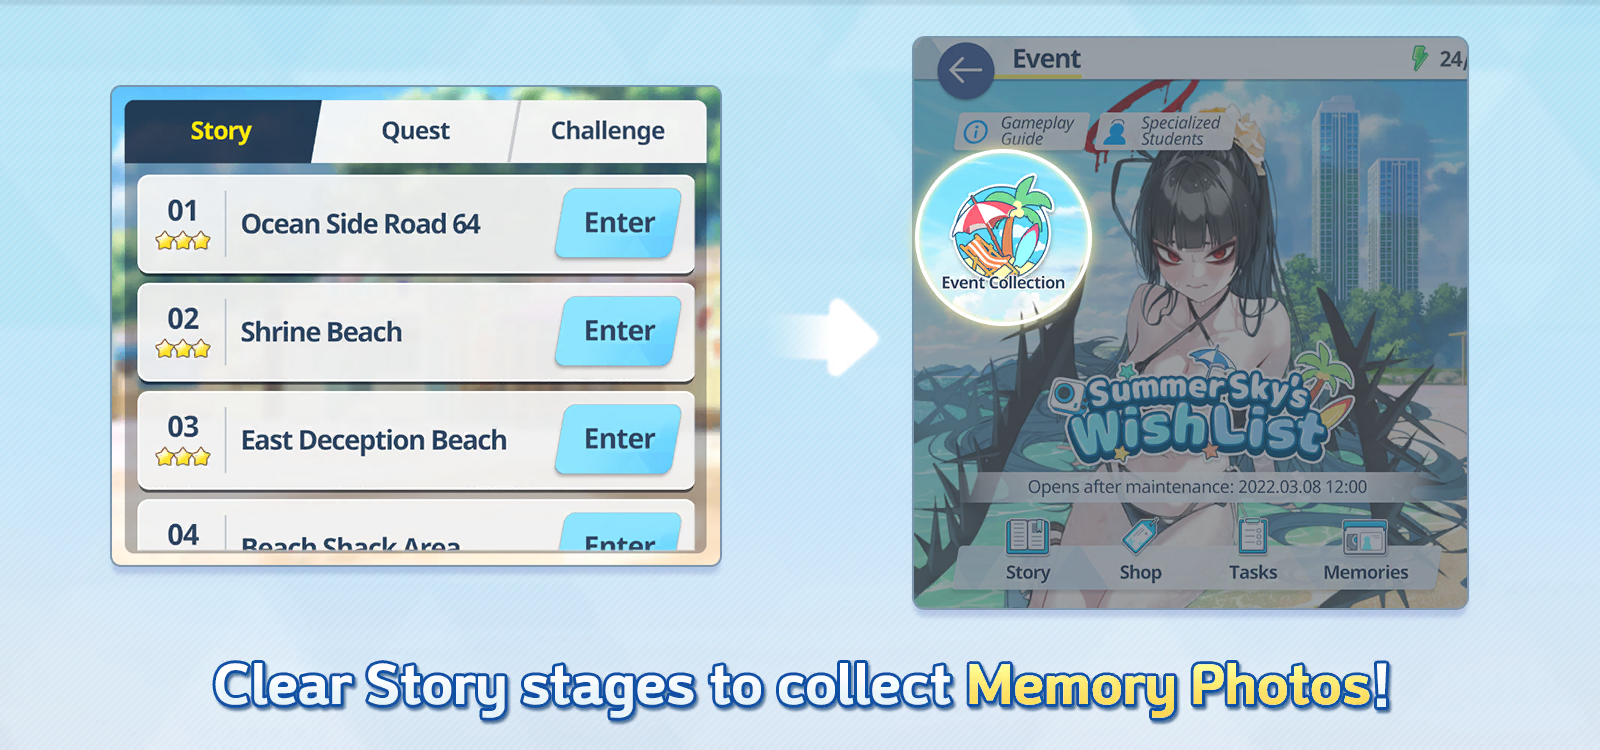 Story
Quest
Challenge
01
Ocean Side Road 64
Enter
02
Shrine Beach
Enter
03
East Deception Beach
Enter
04
Beach Shack Area
Enter
Event
24/
Gameplay
Guide
Specialized
Students
Event Collection
Summer Sky's
Wish List
Opens after maintenance: 2022.03.08 12:00
Story
Shop
Tasks
Memories
Clear Story stages to collect Memory Photos!